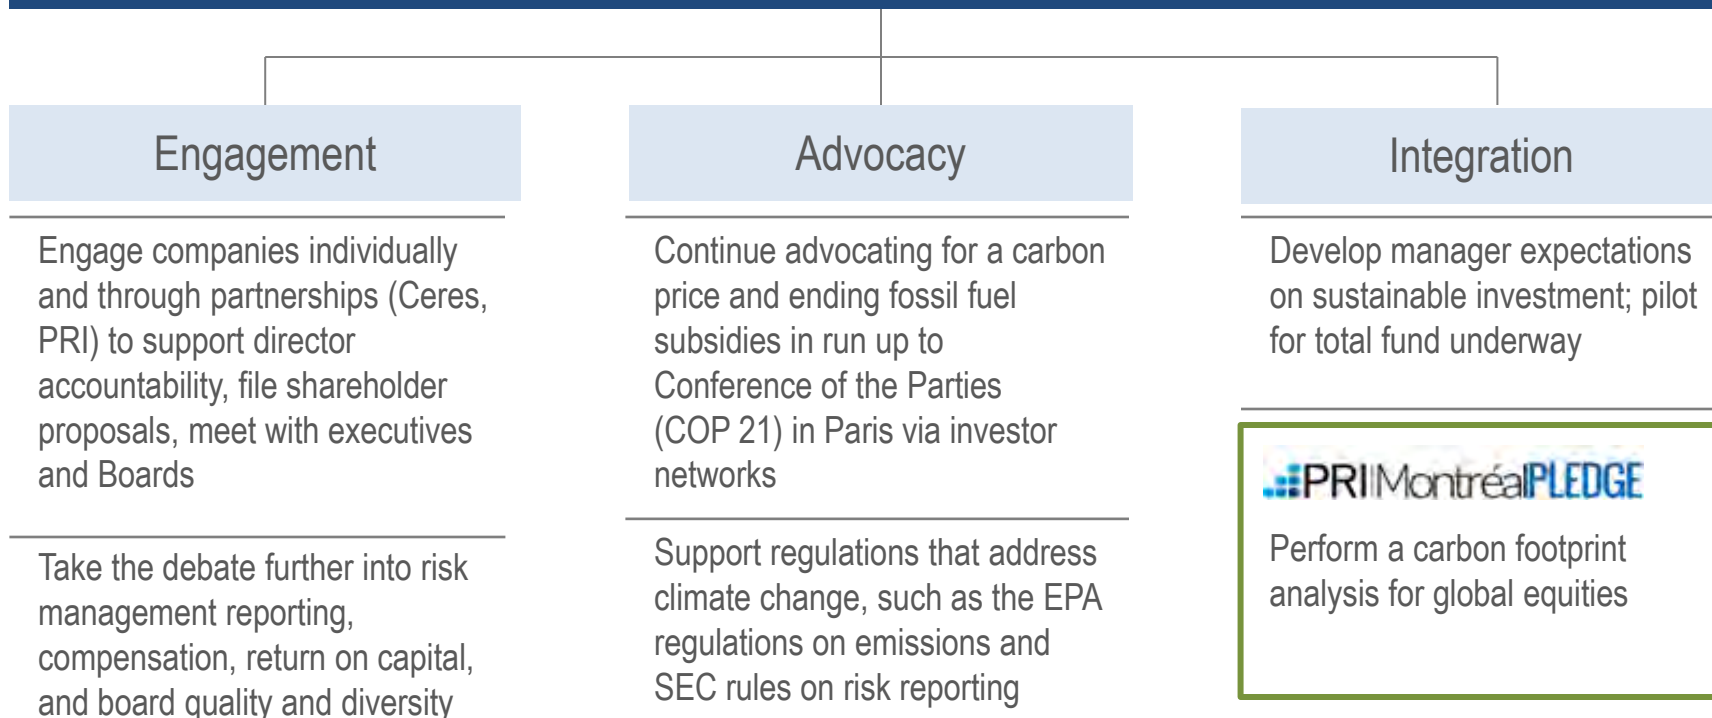 Engagement
Engage companies individually
and through partnerships (Ceres,
PRI) to support director
accountability, file shareholder
proposals, meet with executives
and Boards
Take the debate further into risk
management reporting,
compensation, return on capital,
and board quality and diversity
Advocacy
Continue advocating for a carbon
price and ending fossil fuel
subsidies in run up to
Conference of the Parties
(COP 21) in Paris via investor
networks
Support regulations that address
climate change, such as the EPA
regulations on emissions and
SEC rules on risk reporting
Integration
Develop manager expectations
on sustainable investment; pilot
for total fund underway
PRI MontréalPLEDGE
Perform a carbon footprint
analysis for global equities